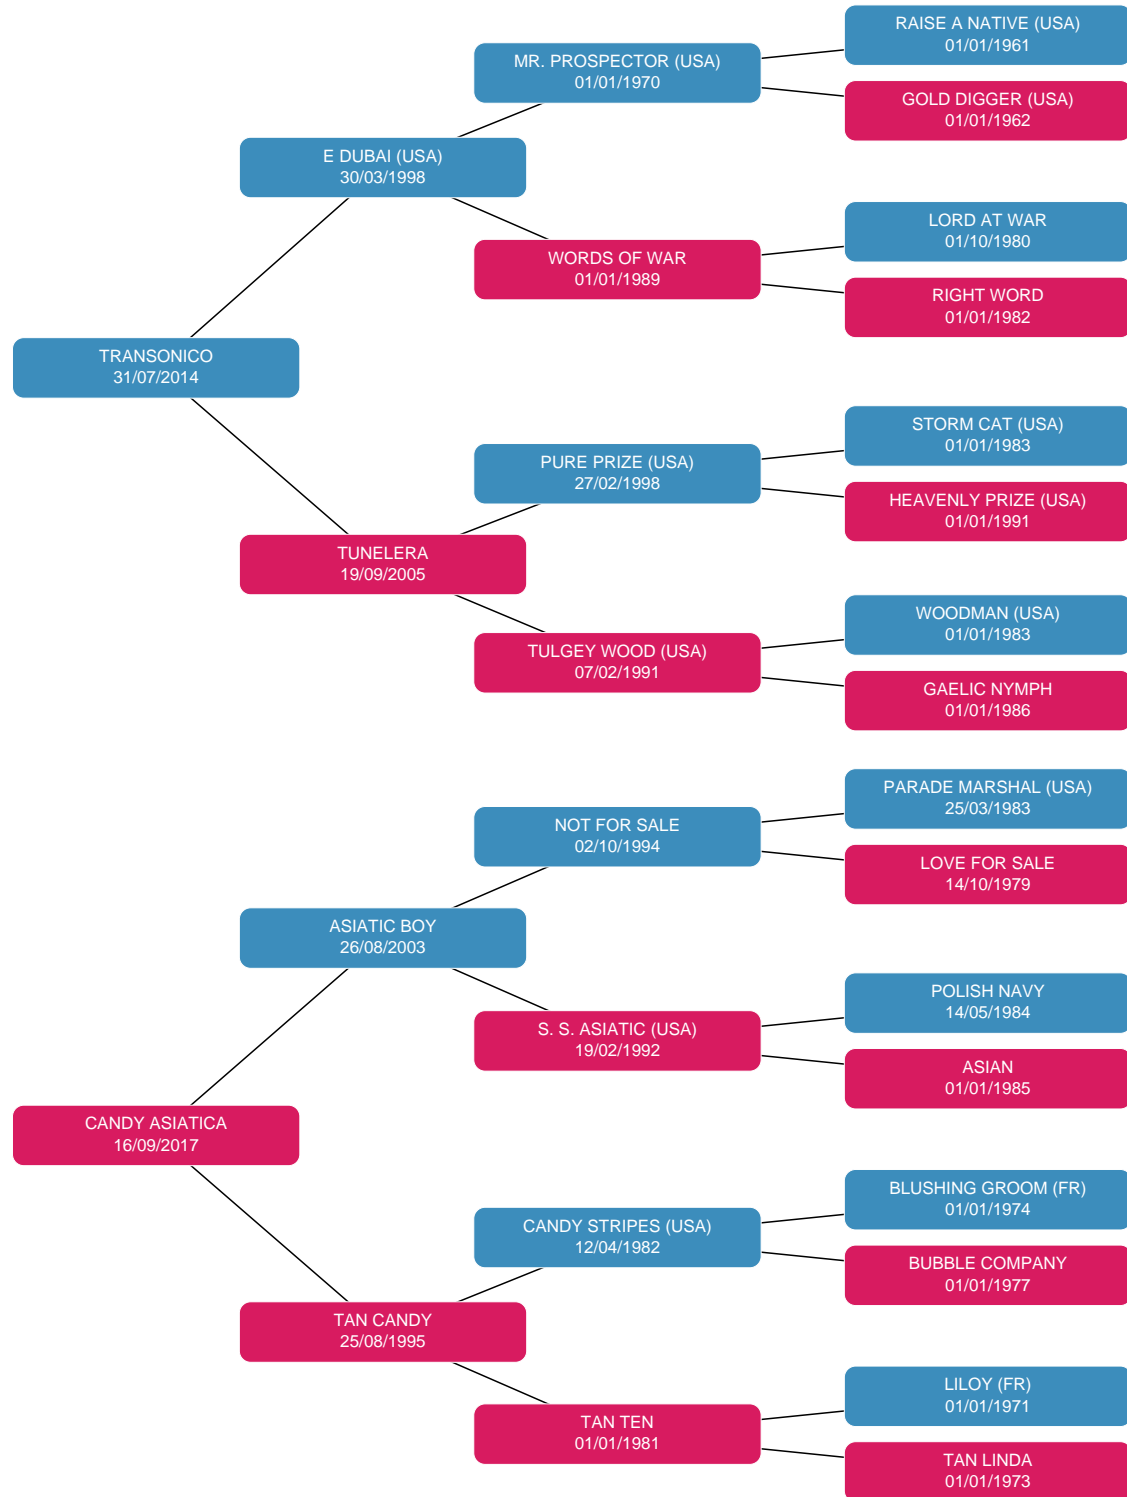 RAISE A NATIVE (USA)
01/01/1961
MR. PROSPECTOR (USA)
01/01/1970
GOLD DIGGER (USA)
01/01/1962
E DUBAI (USA)
30/03/1998
LORD AT WAR
01/10/1980
WORDS OF WAR
01/01/1989
RIGHT WORD
01/01/1982
TRANSONICO
31/07/2014
STORM CAT (USA)
01/01/1983
PURE PRIZE (USA)
27/02/1998
HEAVENLY PRIZE (USA)
01/01/1991
TUNELERA
19/09/2005
WOODMAN (USA)
01/01/1983
TULGEY WOOD (USA)
07/02/1991
GAELIC NYMPH
01/01/1986
PARADE MARSHAL (USA)
25/03/1983
NOT FOR SALE
02/10/1994
LOVE FOR SALE
14/10/1979
ASIATIC BOY
26/08/2003
POLISH NAVY
14/05/1984
S. S. ASIATIC (USA)
19/02/1992
ASIAN
01/01/1985
CANDY ASIATICA
16/09/2017
BLUSHING GROOM (FR)
01/01/1974
CANDY STRIPES (USA)
12/04/1982
BUBBLE COMPANY
01/01/1977
TAN CANDY
25/08/1995
LILOY (FR)
01/01/1971
TAN TEN
01/01/1981
TAN LINDA
01/01/1973